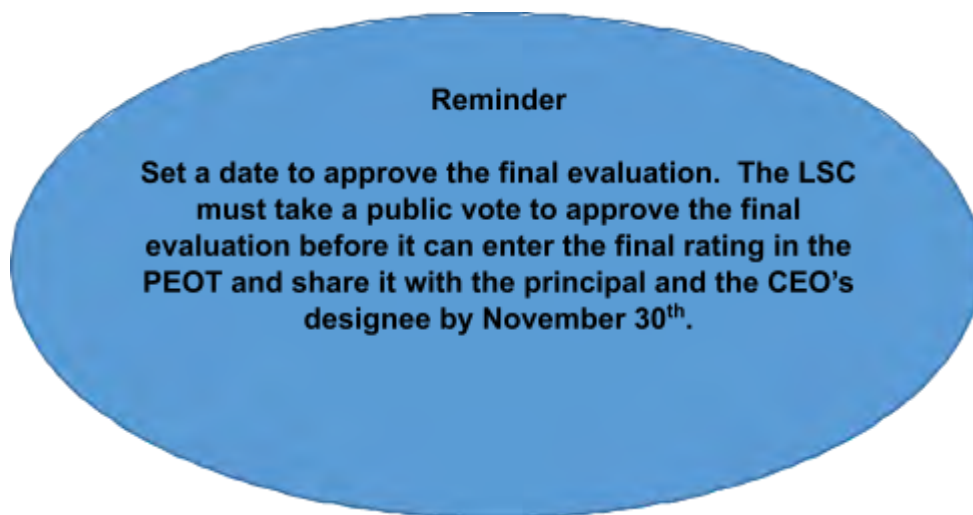 Reminder
Set a date to approve the final evaluation.  The LSC
must take a public vote to approve the final
evaluation before it can enter the final rating in the
PEOT and share it with the principal and the CEO’s
designee by November 30th.